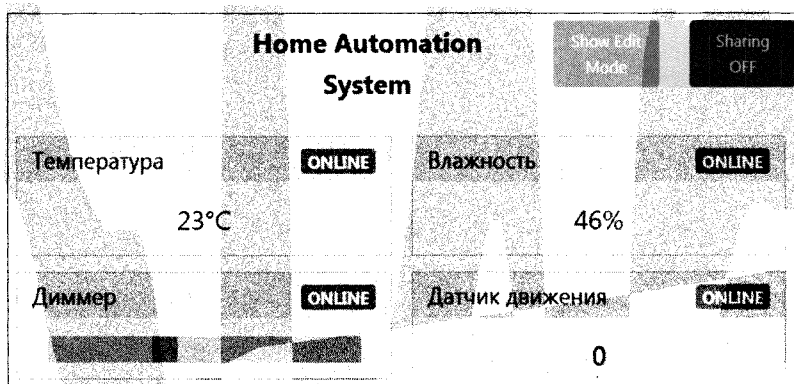 Home Automation
System
Show Edit
Mode
Sharing
OFF
Температура
ONLINE
Влажность
ONLINE
23°C
46%
Диммер
ONLINE
Датчик движения
ONLINE
0